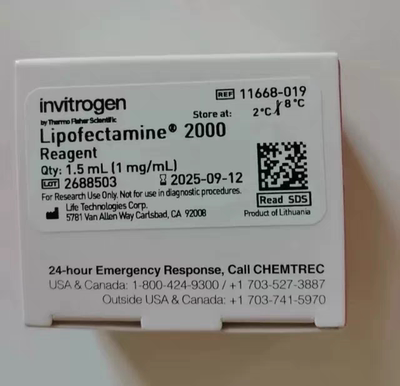 invitrogen
by Thermo Fisher Scientific
REF 11668-019
Store at: 2°C 8°C
Lipofectamine® 2000
Reagent
Qty: 1.5 mL (1 mg/mL)
LOT 2688503 2025-09-12
For Research Use Only. Not for use in diagnostic procedures.
Life Technologies Corp.
5781 Van Allen Way Carlsbad, CA 92008
Read SDS
Product of Lithuania
24-hour Emergency Response, Call CHEMTREC
USA & Canada: 1-800-424-9300 / +1 703-527-3887
Outside USA & Canada: +1 703-741-5970